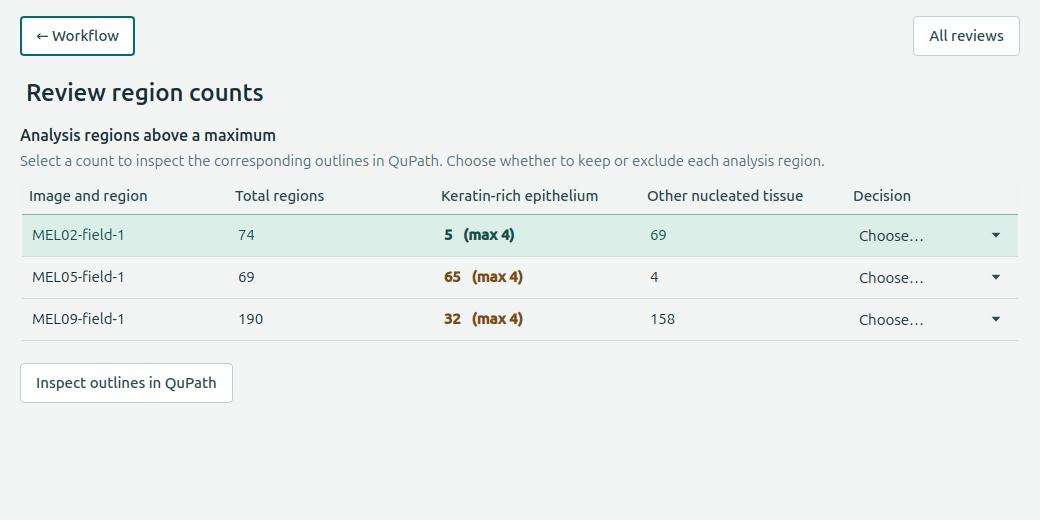 ← Workflow
All reviews
Review region counts
Analysis regions above a maximum
Select a count to inspect the corresponding outlines in QuPath. Choose whether to keep or exclude each analysis region.
Image and region Total regions Keratin-rich epithelium Other nucleated tissue Decision
MEL02-field-1 74 5 (max 4) 69 Choose...
MEL05-field-1 69 65 (max 4) 4 Choose...
MEL09-field-1 190 32 (max 4) 158 Choose...
Inspect outlines in QuPath